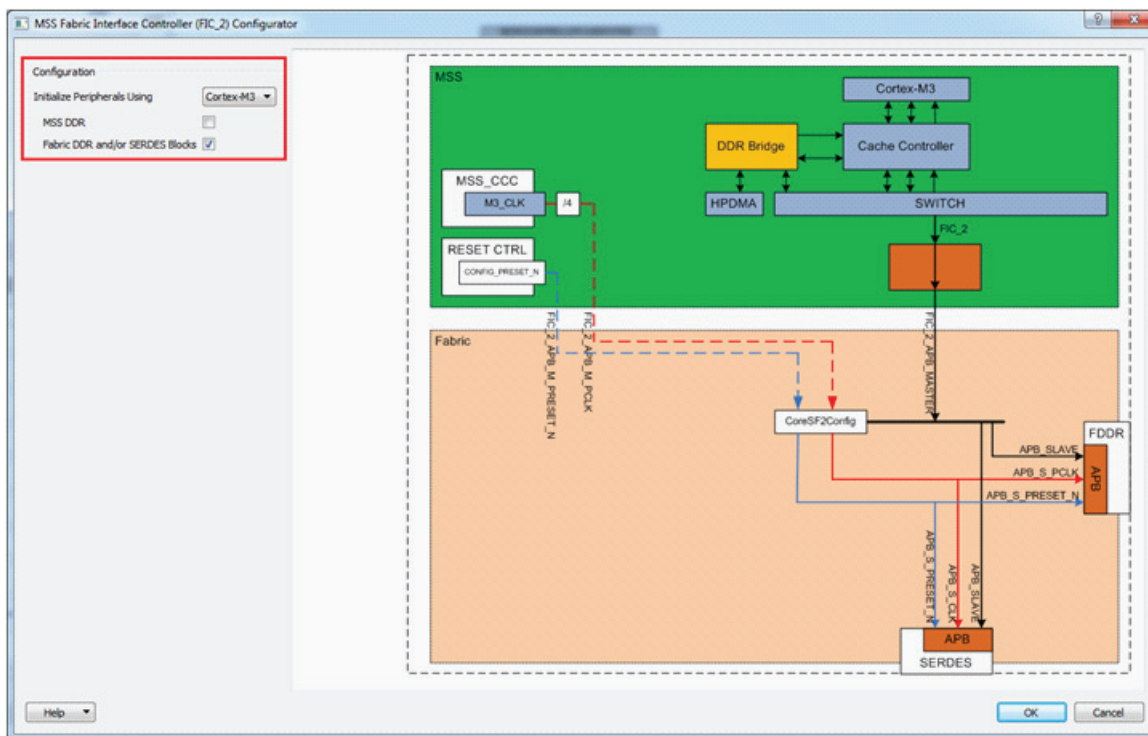 MSS Fabric Interface Controller (FIC_2) Configurator
Configuration
Initialize Peripherals Using Cortex-M3
MSS DDR
Fabric DDR and/or SERDES Blocks
MSS
Cortex-M3
DDR Bridge
Cache Controller
MSS_CCC
M3_CLK
/4
HPDMA
SWITCH
FIC_2
RESET CTRL
CONFIG_PRESET_N
FIC_2_APB_M_PRESET_N
FIC_2_APB_M_PCLK
FIC_2_APB_MASTER
Fabric
CoreSF2Config
FDDR
APB_SLAVE
APB
APB_S_PCLK
APB_S_PRESET_N
APB_S_PRESET_N
APB_S_CLK
APB_SLAVE
APB
SERDES
Help
OK
Cancel